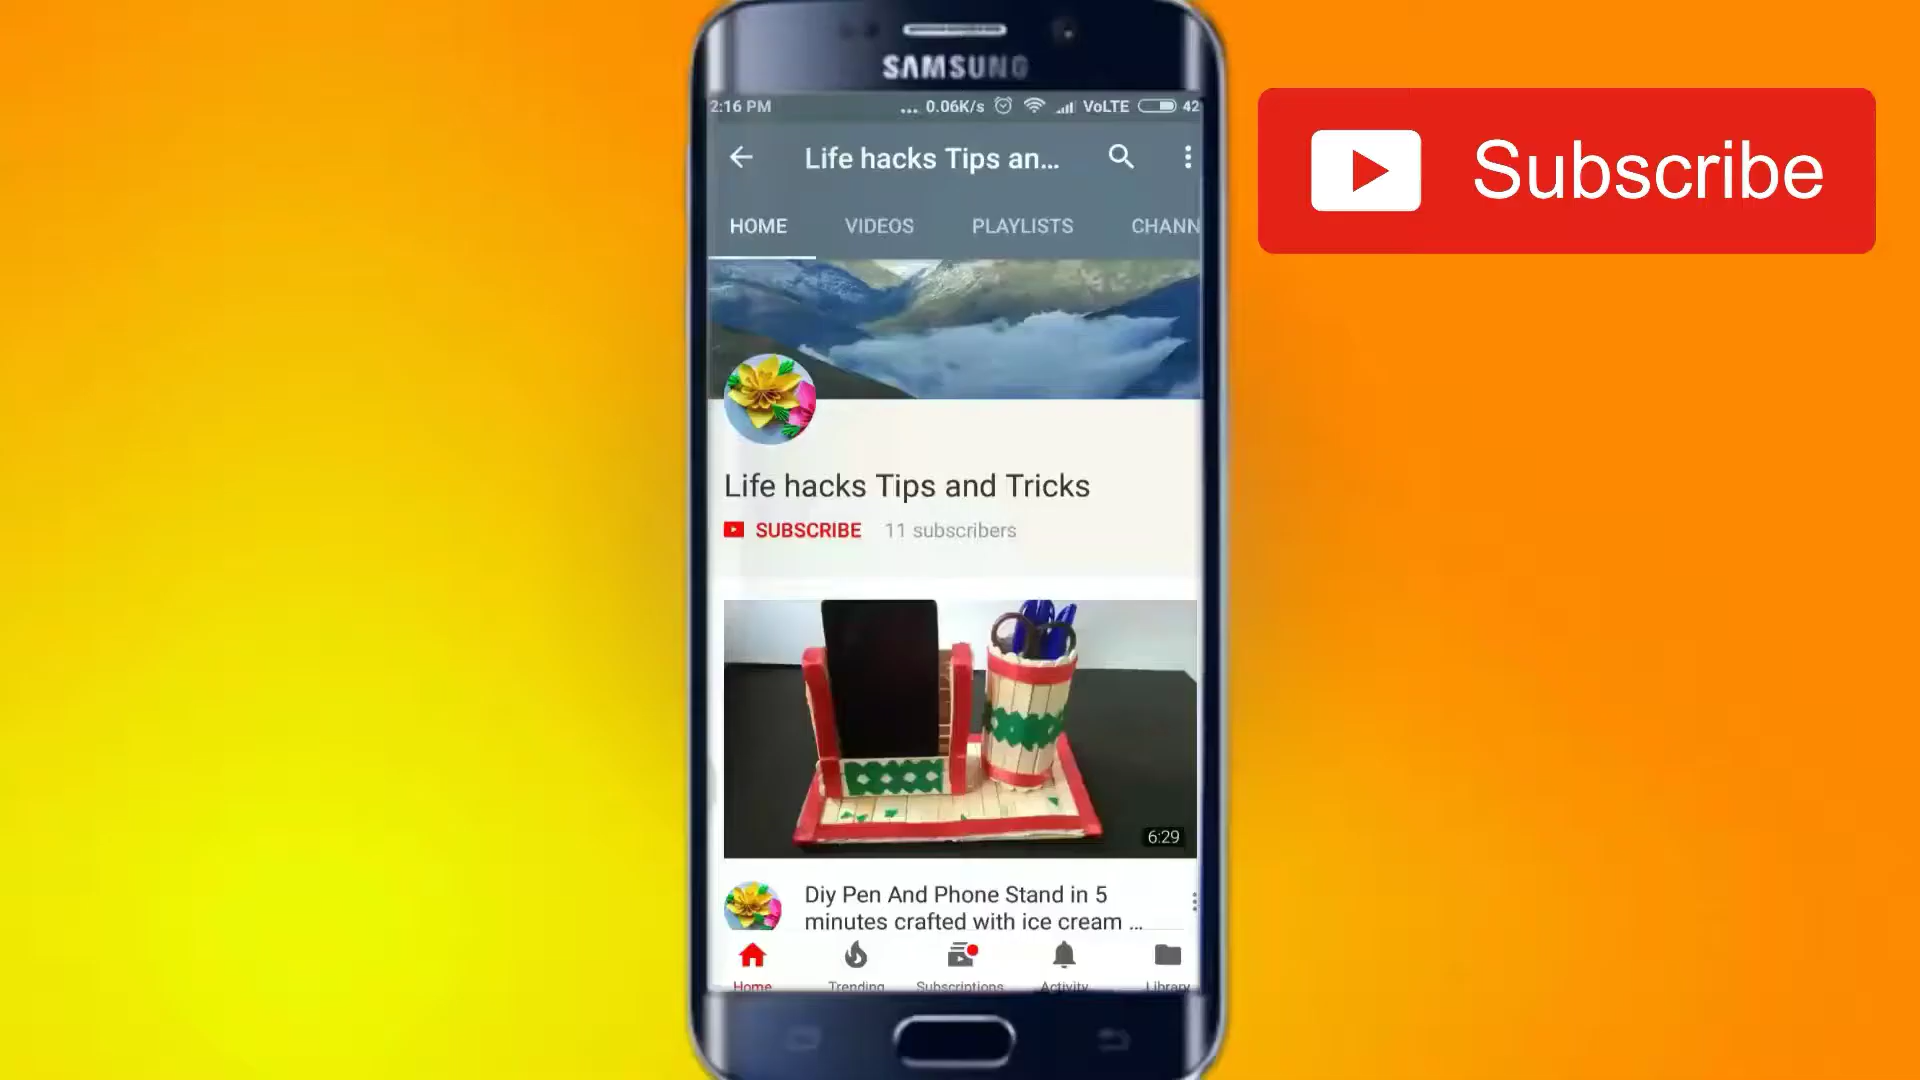 SAMSUNG
2:16 PM ... 0.06K/s VoLTE 42
Life hacks Tips an...
HOME VIDEOS PLAYLISTS CHANN
Subscribe
Life hacks Tips and Tricks
SUBSCRIBE 11 subscribers
6:29
Diy Pen And Phone Stand in 5
minutes crafted with ice cream ...
Home Trending Subscriptions Activity Library